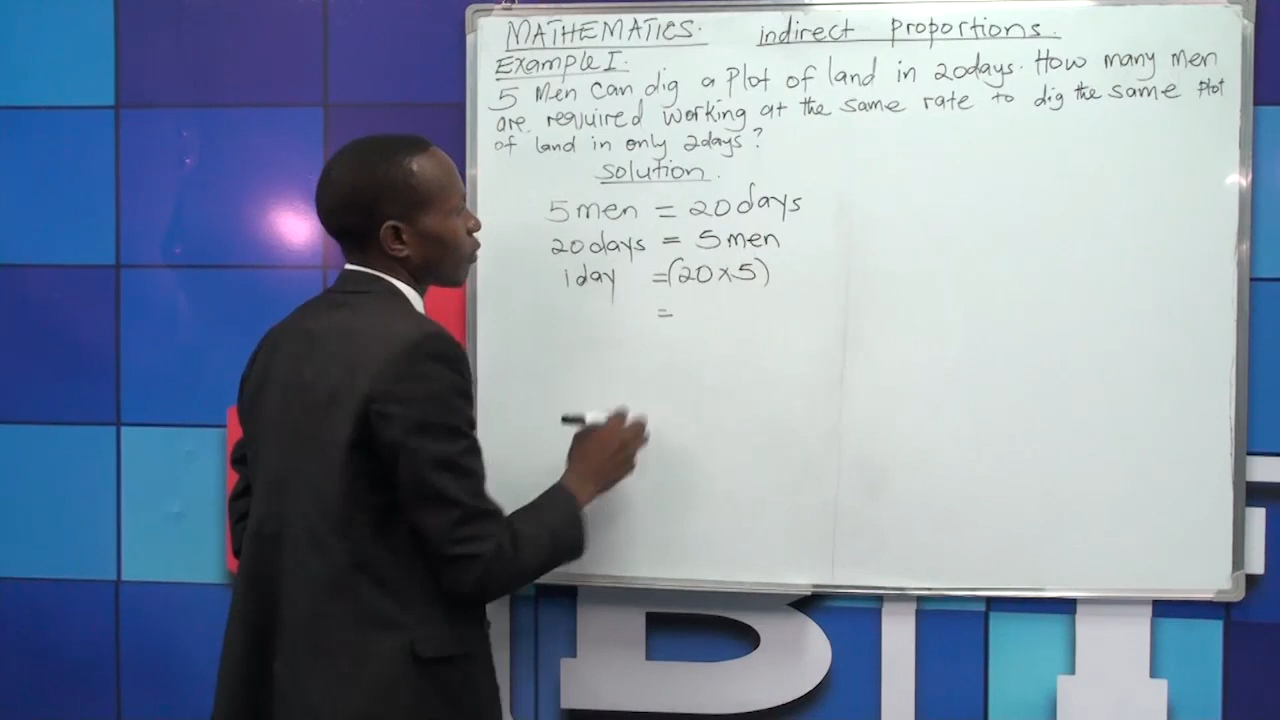 MATHEMATICS. indirect proportions.
Example I.
5 Men can dig a plot of land in 20days. How many men
are required working at the same rate to dig the same plot
of land in only 2days?
Solution.
5men = 20days
20days = 5men
1day =(20x5)
=
B